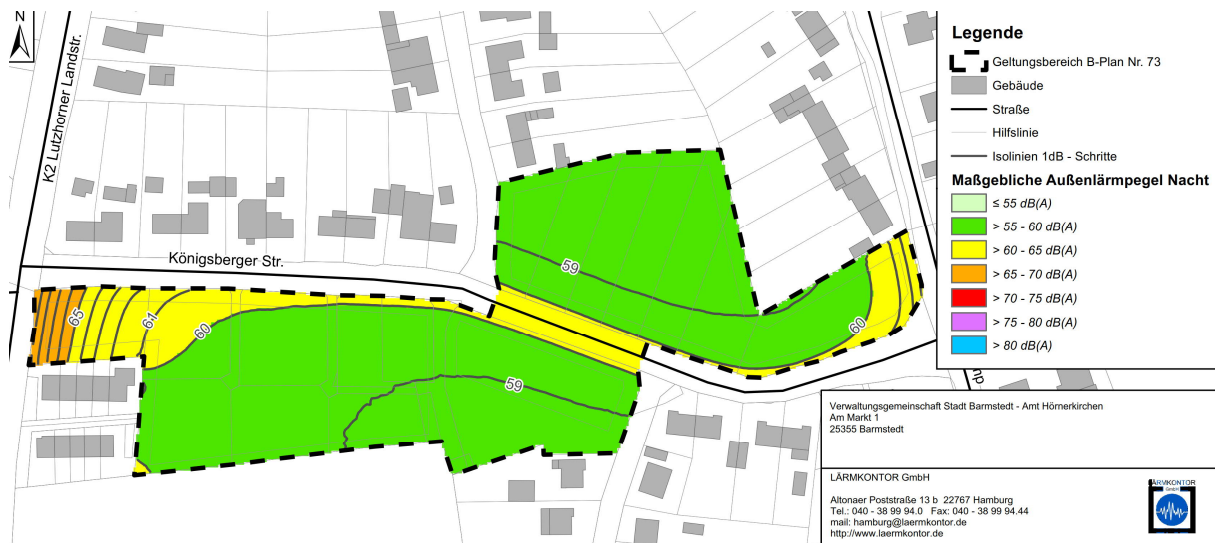 N
K2 Lutzhorner Landstr.
Königsberger Str.
59
65
61
60
60
59
Legende
Geltungsbereich B-Plan Nr. 73
Gebäude
Straße
Hilfslinie
Isolinien 1dB - Schritte
Maßgebliche Außenlärmpegel Nacht
≤ 55 dB(A)
> 55 - 60 dB(A)
> 60 - 65 dB(A)
> 65 - 70 dB(A)
> 70 - 75 dB(A)
> 75 - 80 dB(A)
> 80 dB(A)
Verwaltungsgemeinschaft Stadt Barmstedt - Amt Hörnerkirchen
Am Markt 1
25355 Barmstedt
LÄRMKONTOR GmbH
Altonaer Poststraße 13 b 22767 Hamburg
Tel.: 040 - 38 99 94.0 Fax: 040 - 38 99 94.44
mail: hamburg@laermkontor.de
http://www.laermkontor.de
LÄRMKONTOR
GmbH